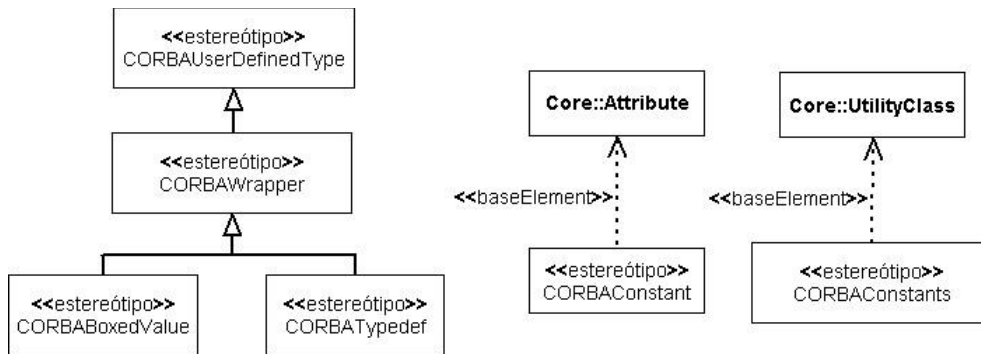 <<estereótipo>>
CORBAUserDefinedType
<<estereótipo>>
CORBAWrapper
<<estereótipo>>
CORBABoxedValue
<<estereótipo>>
CORBATypedef
Core::Attribute
<<baseElement>>
<<estereótipo>>
CORBAConstant
Core::UtilityClass
<<baseElement>>
<<estereótipo>>
CORBAConstants